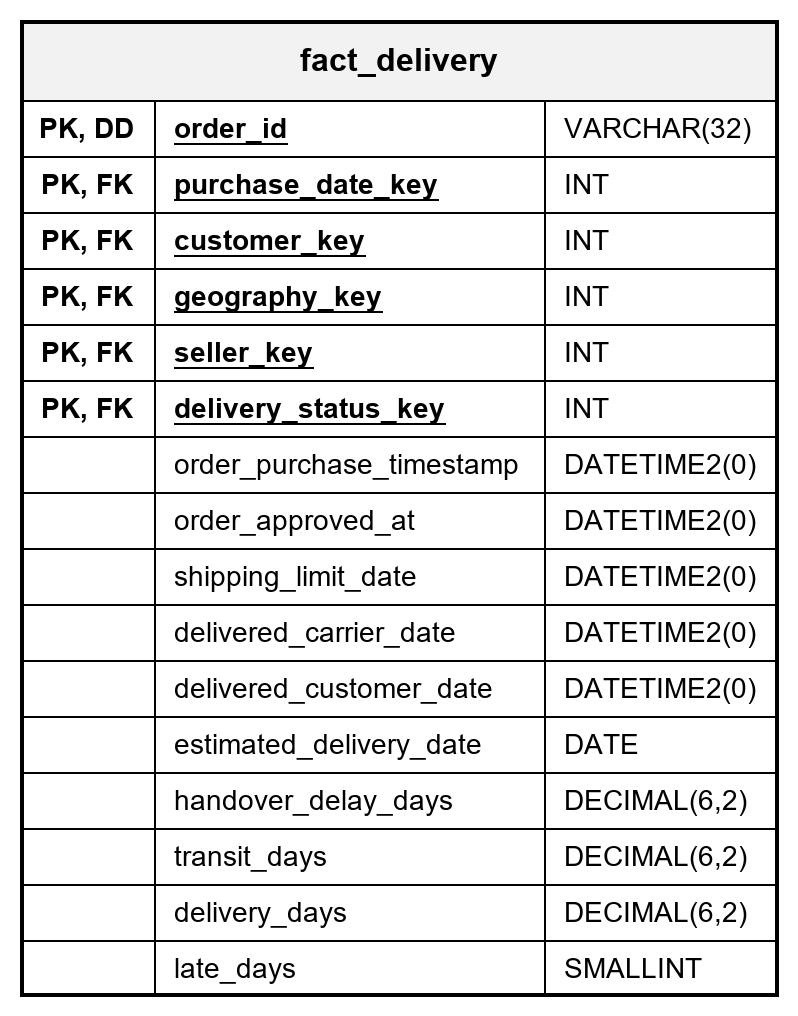 fact_delivery
PK, DD order_id VARCHAR(32)
PK, FK purchase_date_key INT
PK, FK customer_key INT
PK, FK geography_key INT
PK, FK seller_key INT
PK, FK delivery_status_key INT
order_purchase_timestamp DATETIME2(0)
order_approved_at DATETIME2(0)
shipping_limit_date DATETIME2(0)
delivered_carrier_date DATETIME2(0)
delivered_customer_date DATETIME2(0)
estimated_delivery_date DATE
handover_delay_days DECIMAL(6,2)
transit_days DECIMAL(6,2)
delivery_days DECIMAL(6,2)
late_days SMALLINT